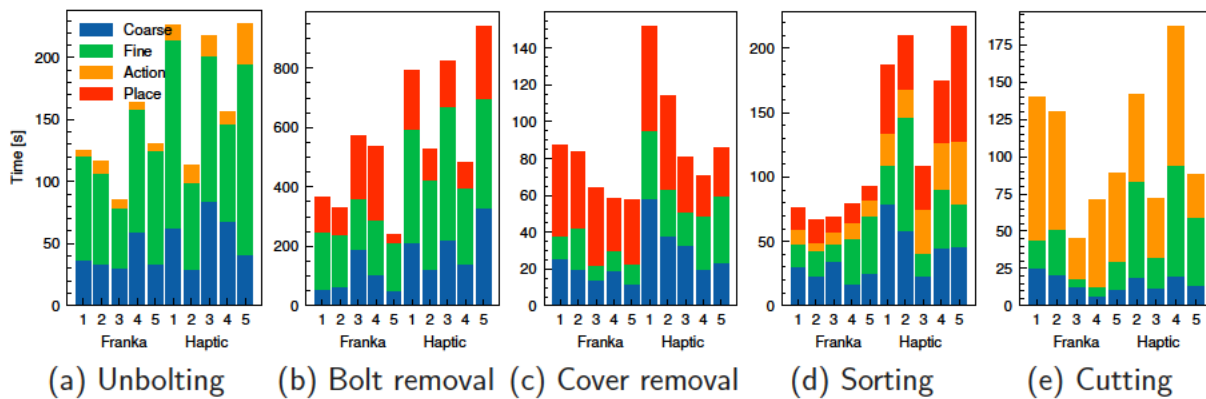 Coarse
Fine
Action
Place
Time [s]
200
150
100
50
0
1 2 3 4 5 1 2 3 4 5
Franka Haptic
(a) Unbolting
800
600
400
200
0
1 2 3 4 5 1 2 3 4 5
Franka Haptic
(b) Bolt removal
140
120
100
80
60
40
20
0
1 2 3 4 5 1 2 3 4 5
Franka Haptic
(c) Cover removal
200
150
100
50
0
1 2 3 4 5 1 2 3 4 5
Franka Haptic
(d) Sorting
175
150
125
100
75
50
25
0
1 2 3 4 5 2 3 4 5
Franka Haptic
(e) Cutting